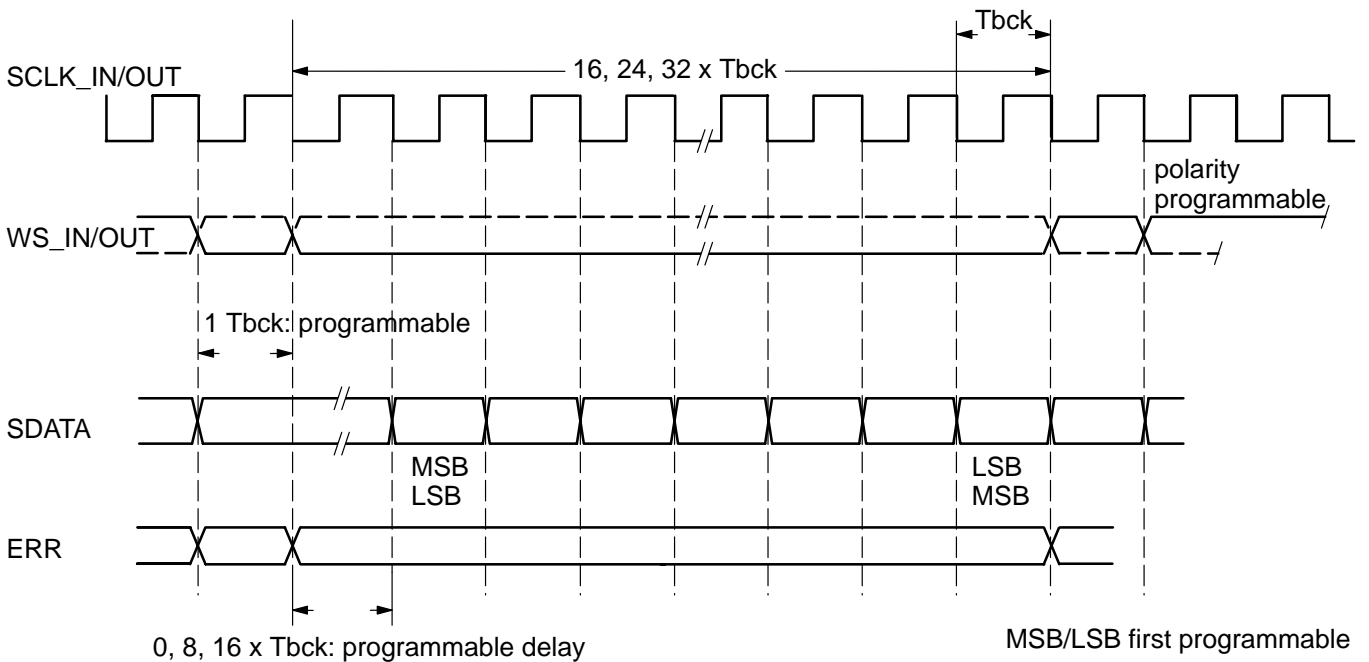 Tbck
SCLK_IN/OUT
16, 24, 32 x Tbck
polarity
programmable
WS_IN/OUT
1 Tbck: programmable
SDATA
MSB
LSB
LSB
MSB
ERR
0, 8, 16 x Tbck: programmable delay
MSB/LSB first programmable